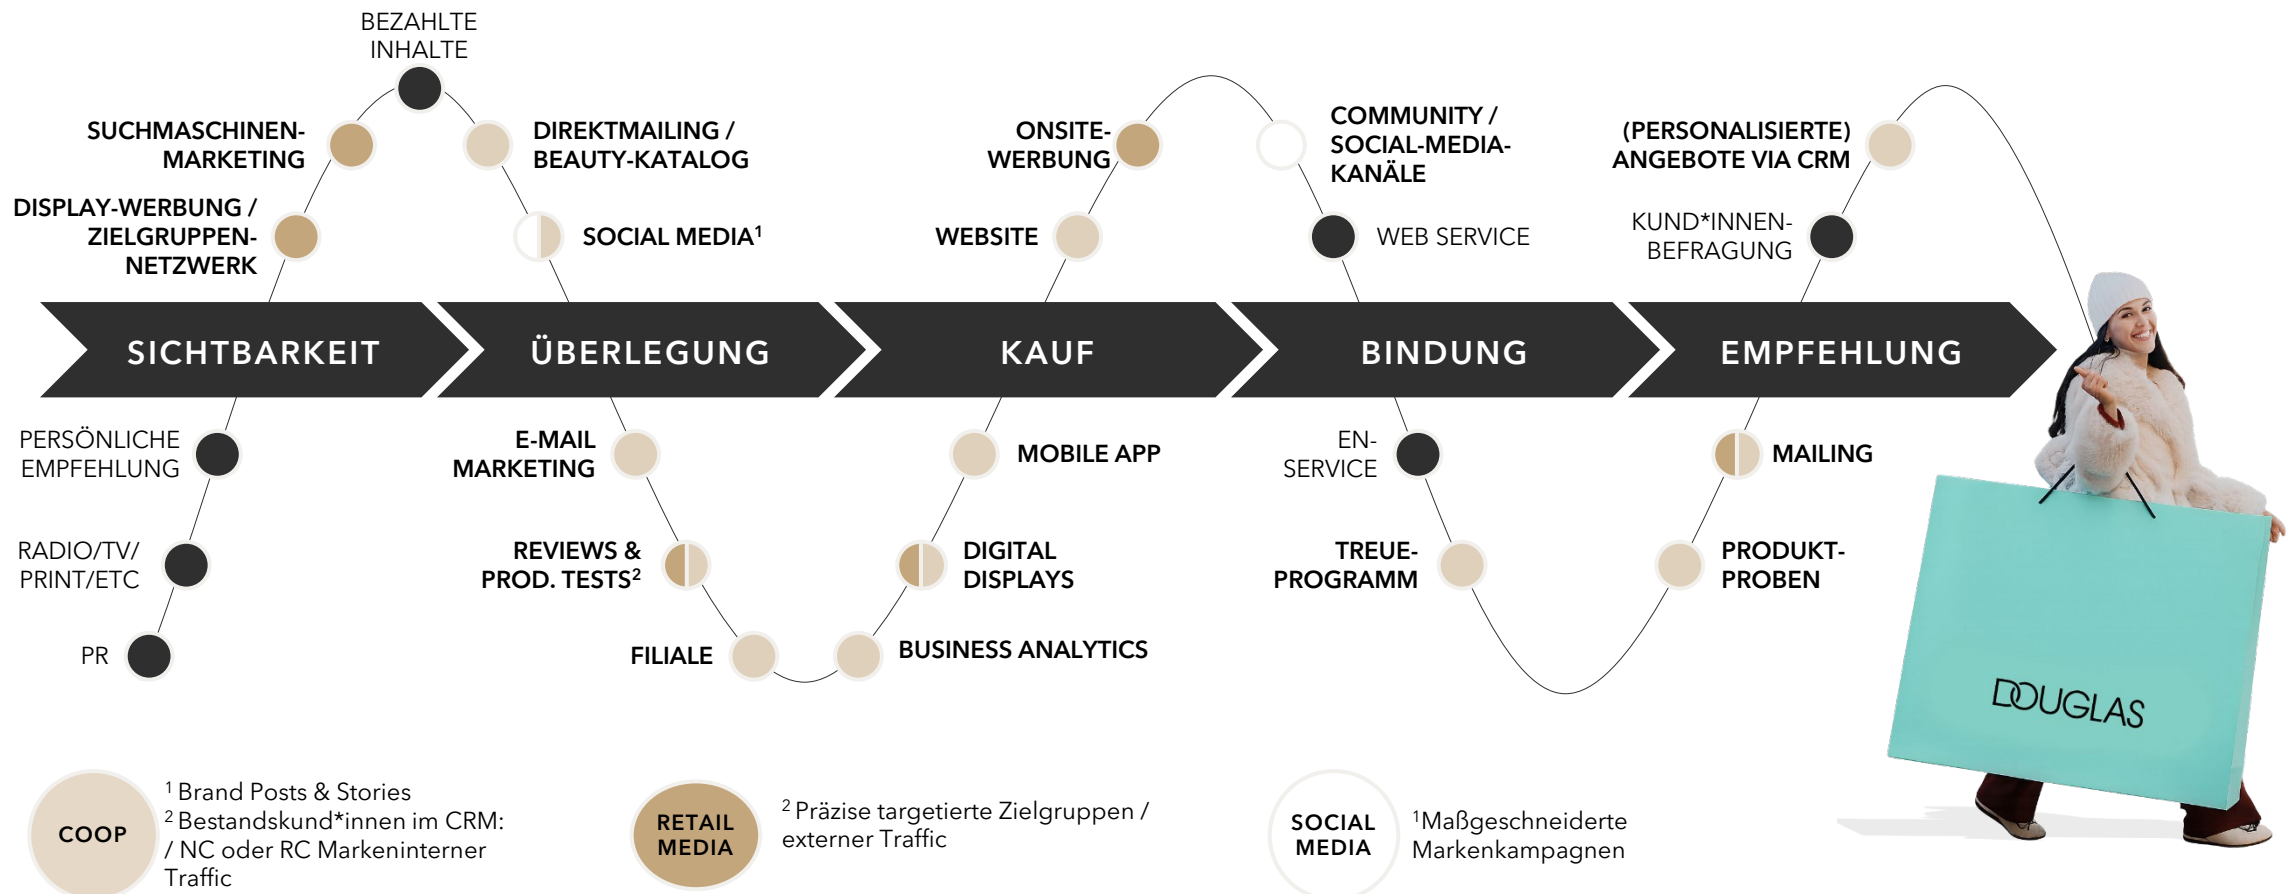 BEZAHLTE
INHALTE
SUCHMASCHINEN-
MARKETING
DIREKTMAILING /
BEAUTY-KATALOG
DISPLAY-WERBUNG /
ZIELGRUPPEN-
NETZWERK
SOCIAL MEDIA¹
ONSITE-
WERBUNG
COMMUNITY /
SOCIAL-MEDIA-
KANÄLE
WEBSITE
WEB SERVICE
(PERSONALISIERTE)
ANGEBOTE VIA CRM
KUND*INNEN-
BEFRAGUNG
SICHTBARKEIT
ÜBERLEGUNG
KAUF
BINDUNG
EMPFEHLUNG
PERSÖNLICHE
EMPFEHLUNG
RADIO/TV/
PRINT/ETC
PR
E-MAIL
MARKETING
REVIEWS &
PROD. TESTS²
FILIALE
MOBILE APP
DIGITAL
DISPLAYS
BUSINESS ANALYTICS
EN-
SERVICE
TREUE-
PROGRAMM
MAILING
PRODUKT-
PROBEN
DOUGLAS
COOP
¹ Brand Posts & Stories
² Bestandskund*innen im CRM:
/ NC oder RC Markeninterner
Traffic
RETAIL
MEDIA
² Präzise targetierte Zielgruppen /
externer Traffic
SOCIAL
MEDIA
¹Maßgeschneiderte
Markenkampagnen